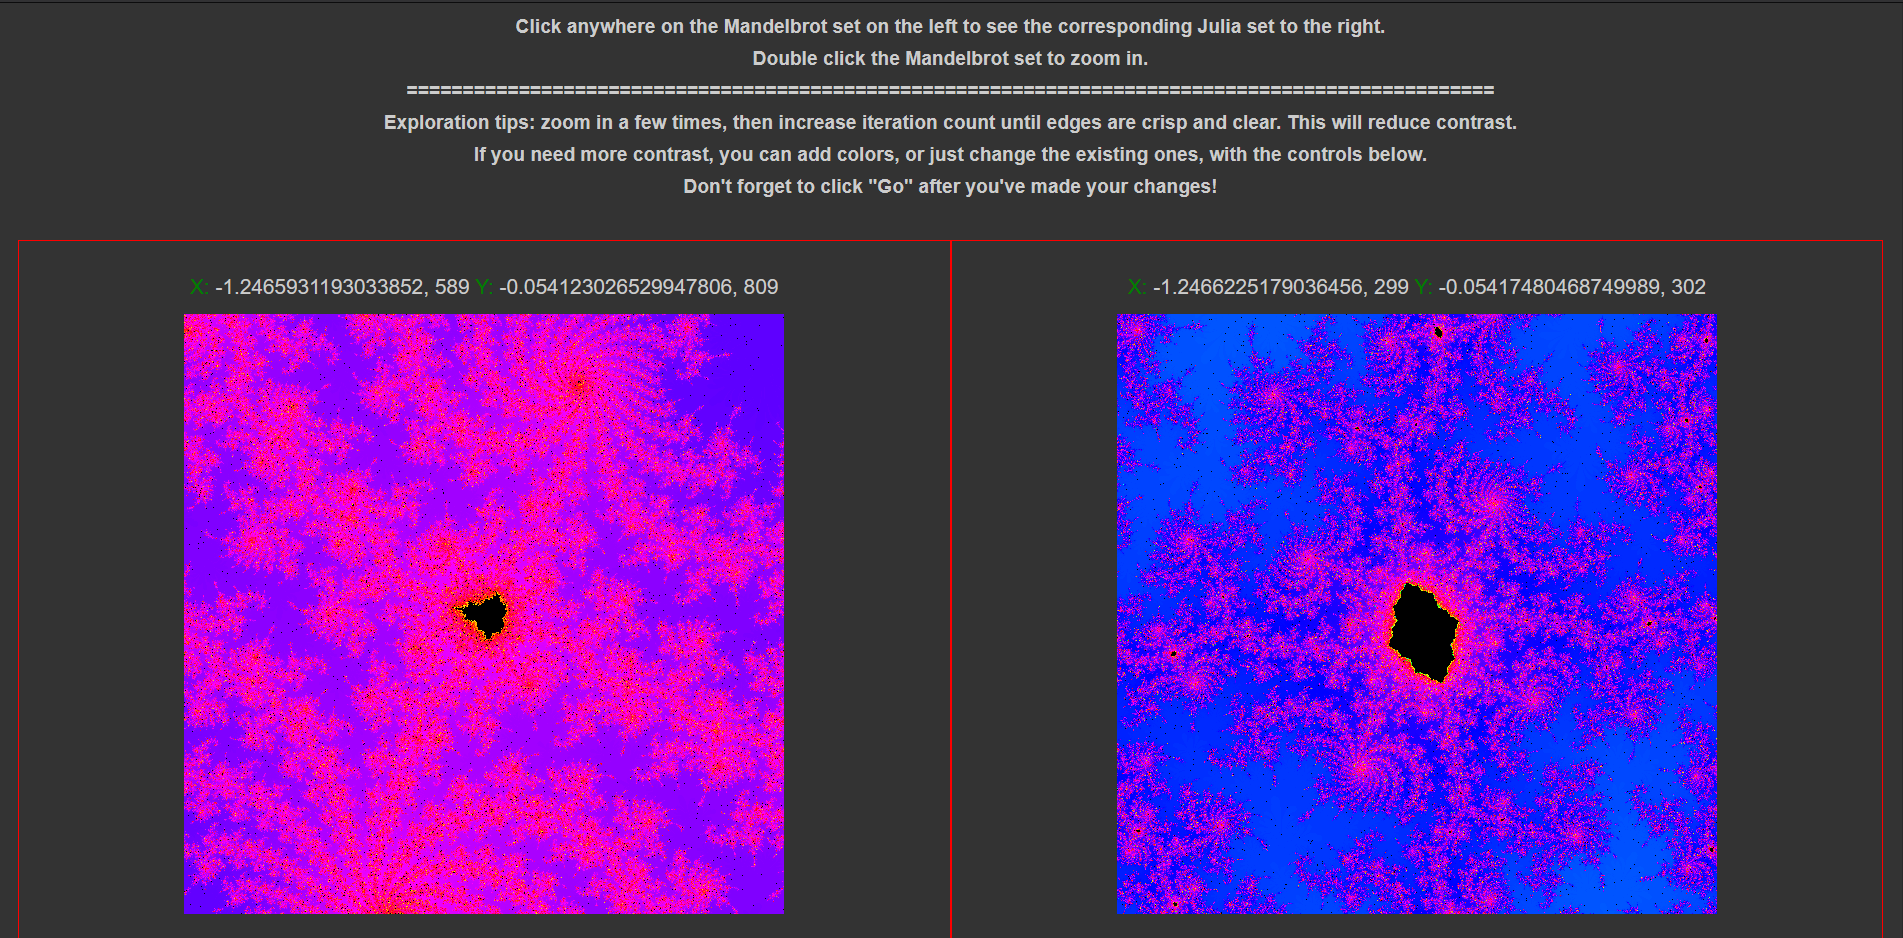 Click anywhere on the Mandelbrot set on the left to see the corresponding Julia set to the right.
Double click the Mandelbrot set to zoom in.
=================================================================================================
Exploration tips: zoom in a few times, then increase iteration count until edges are crisp and clear. This will reduce contrast.
If you need more contrast, you can add colors, or just change the existing ones, with the controls below.
Don't forget to click "Go" after you've made your changes!
X: -1.2465931193033852, 589 Y: -0.054123026529947806, 809
X: -1.2466225179036456, 299 Y: -0.05417480468749989, 302